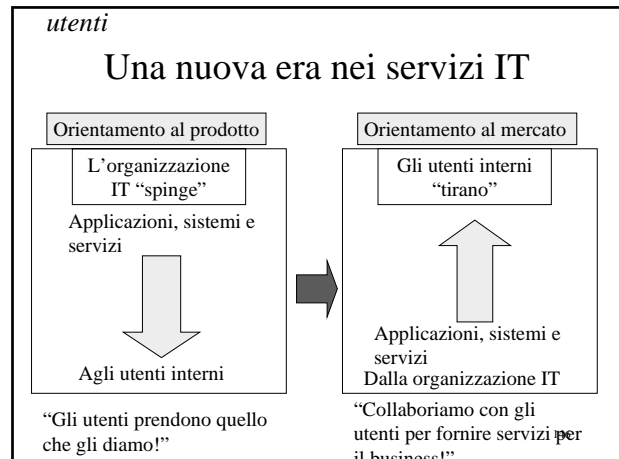 utenti
Una nuova era nei servizi IT
Orientamento al prodotto
L'organizzazione
IT “spinge”
Applicazioni, sistemi e
servizi
Agli utenti interni
“Gli utenti prendono quello
che gli diamo!”
Orientamento al mercato
Gli utenti interni
“tirano”
Applicazioni, sistemi e
servizi
Dalla organizzazione IT
“Collaboriamo con gli
utenti per fornire servizi per
il business!”